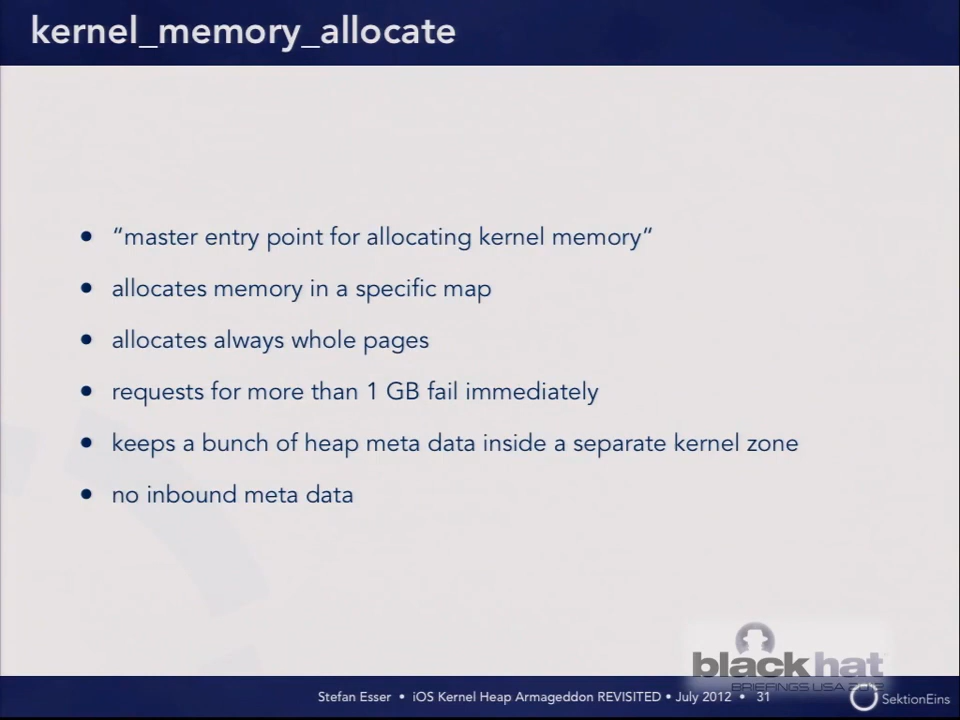 kernel_memory_allocate
• “master entry point for allocating kernel memory“
• allocates memory in a specific map
• allocates always whole pages
• requests for more than 1 GB fail immediately
• keeps a bunch of heap meta data inside a separate kernel zone
• no inbound meta data
black hat
BRIEFINGS USA 2012
Stefan Esser • iOS Kernel Heap Armageddon REVISITED • July 2012 • 31
SektionEins